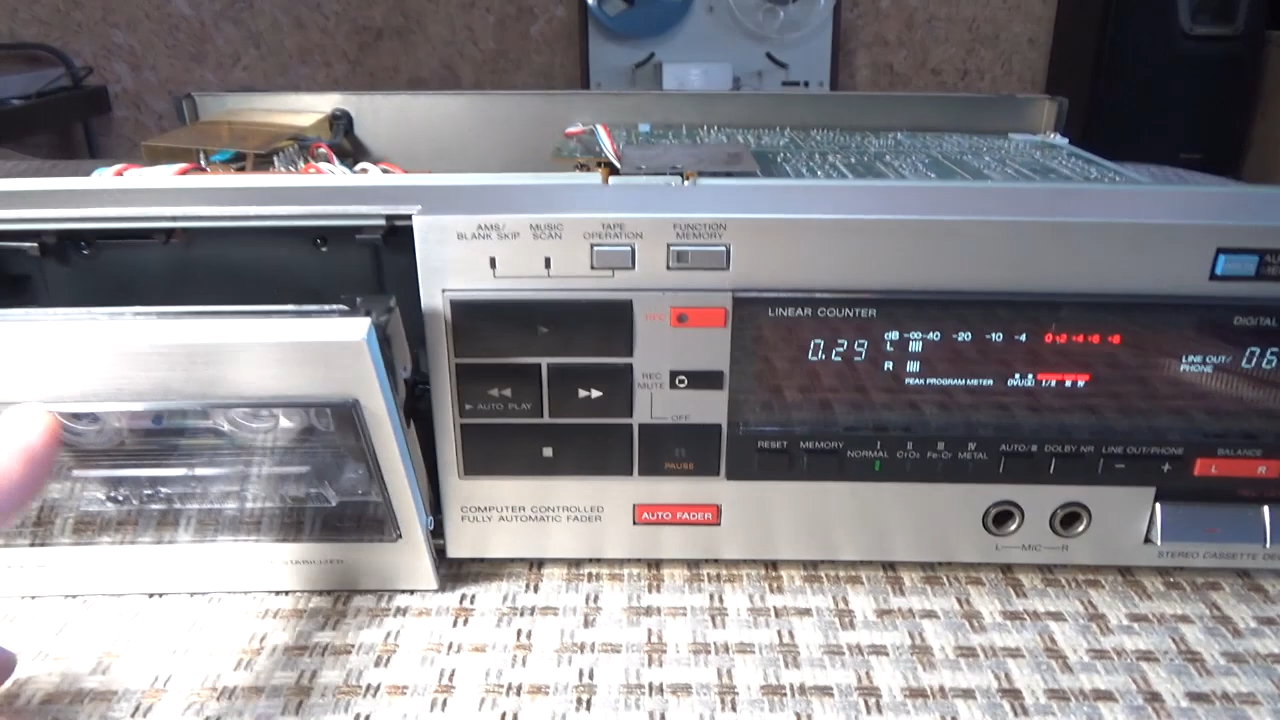 AMS/
BLANK SKIP
MUSIC
SCAN
TAPE
OPERATION
FUNCTION
MEMORY
REC
LINEAR COUNTER
DIGITAL
0.29
dB -∞-40 -20 -10 -4 0 +2 +4 +6 +8
L
R
PEAK PROGRAM METER
LINE OUT/
PHONE
06
REC
MUTE
OFF
AUTO PLAY
PAUSE
RESET
MEMORY
I
NORMAL
II
CrO₂
III
Fe-Cr
IV
METAL
AUTO/B
DOLBY NR
LINE OUT/PHONE
- +
BALANCE
L R
COMPUTER CONTROLLED
FULLY AUTOMATIC FADER
AUTO FADER
L—MIC—R
STEREO CASSETTE DE